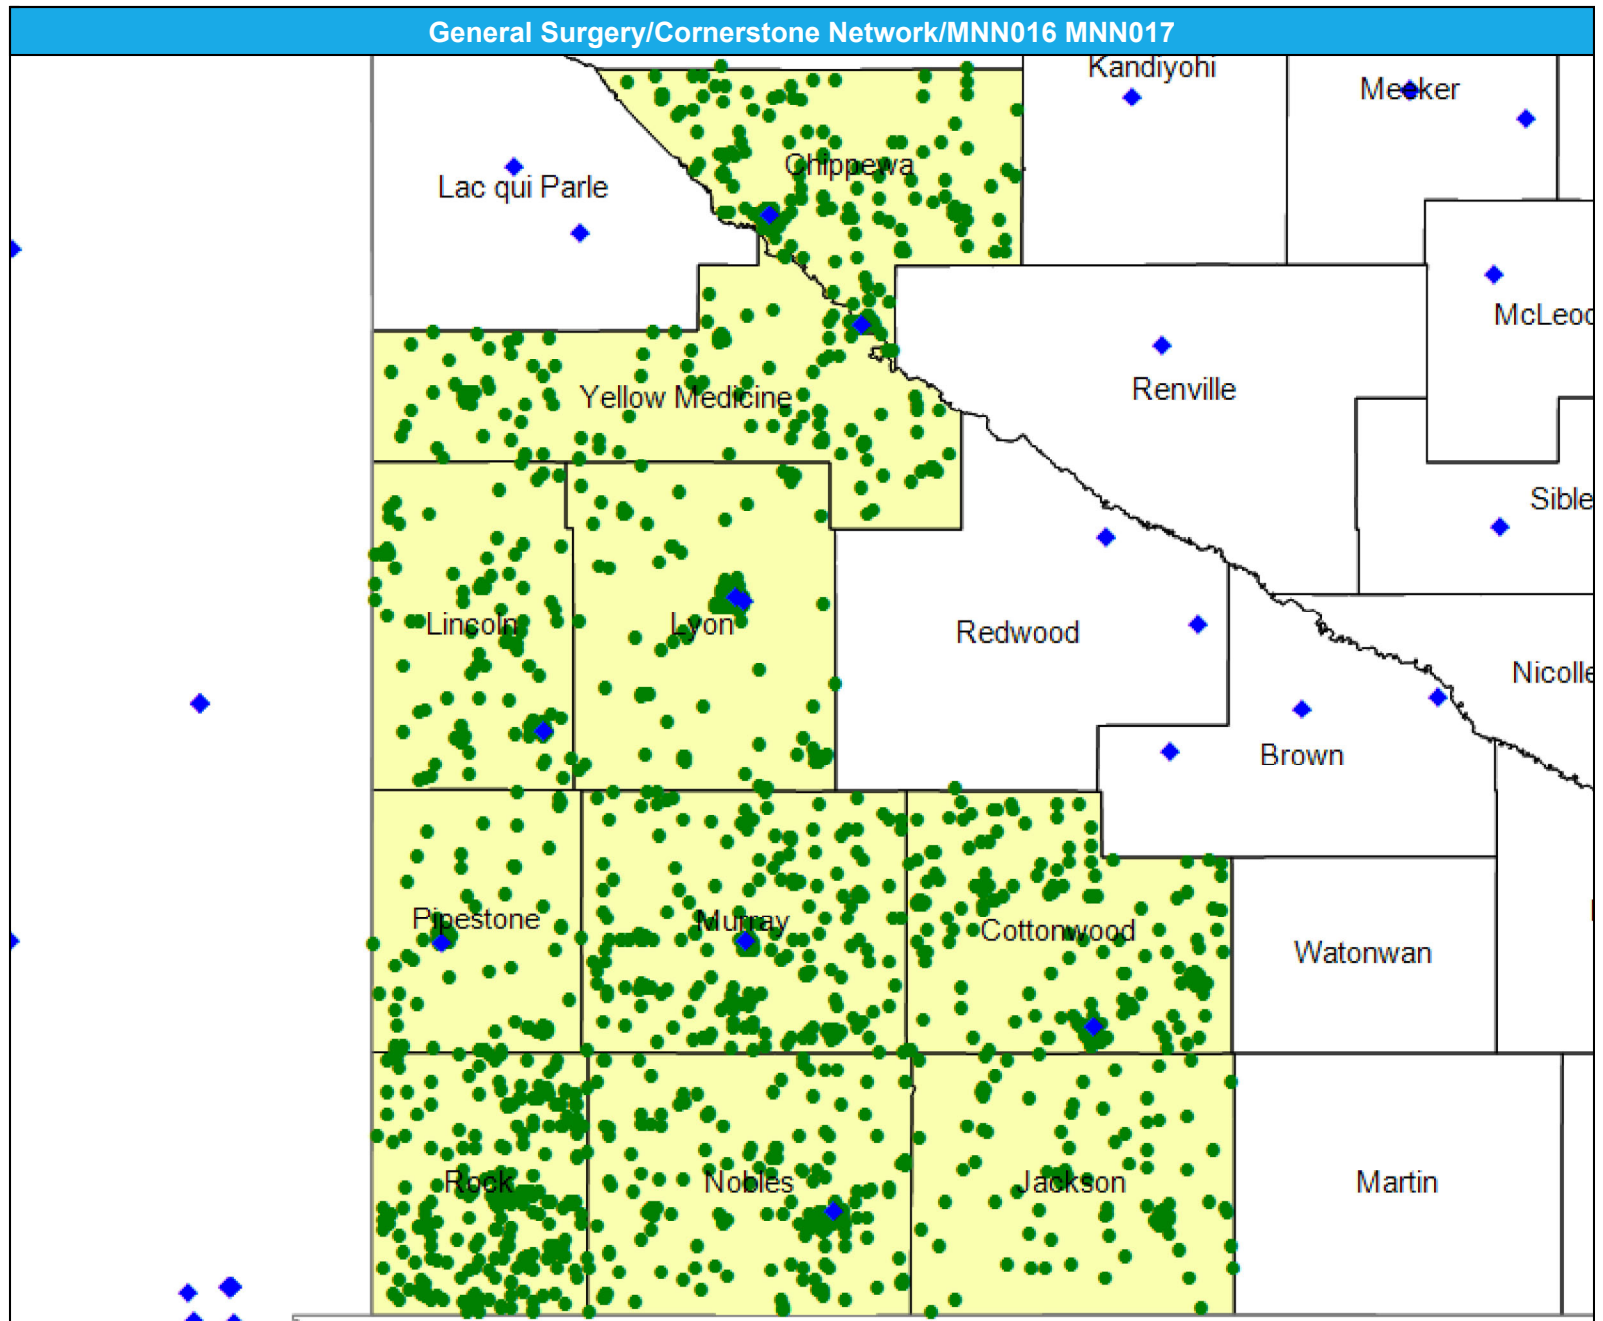 General Surgery/Cornerstone Network/MNN016 MNN017
Kandiyohi
Meeker
Chippewa
Lac qui Parle
McLeod
Renville
Yellow Medicine
Sible
Lincoln
Lyon
Redwood
Nicolle
Brown
Pipestone
Murray
Cottonwood
Watonwan
Rock
Nobles
Jackson
Martin